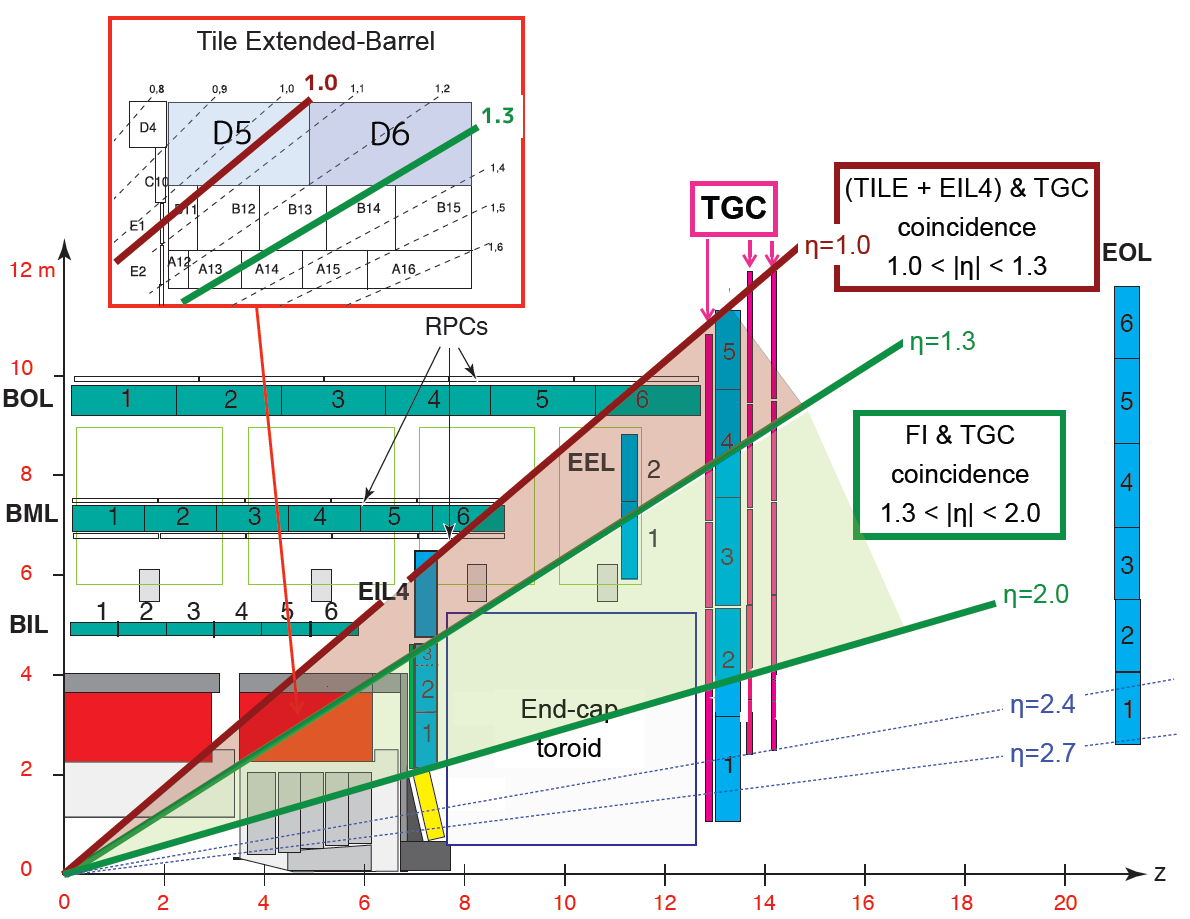 Tile Extended-Barrel
0,8
0,9
1,0
1.0
1,1
1,2
1.3
D4
D5
D6
C10
1,4
B11
B12
B13
B14
B15
1,5
E1
1,6
E2
A12
A13
A14
A15
A16
TGC
(TILE + EIL4) & TGC
coincidence
1.0 < |η| < 1.3
η=1.0
EOL
12 m
RPCs
6
5
4
3
2
1
η=1.3
10
BOL
1 2 3 4 5 6
FI & TGC
coincidence
1.3 < |η| < 2.0
EEL
2
1
8
BML
1 2 3 4 5 6
5
4
3
2
1
6
EIL4
η=2.0
BIL
1 2 3 4 5 6
4
3
2
1
End-cap
toroid
η=2.4
η=2.7
2
0
z
0 2 4 6 8 10 12 14 16 18 20